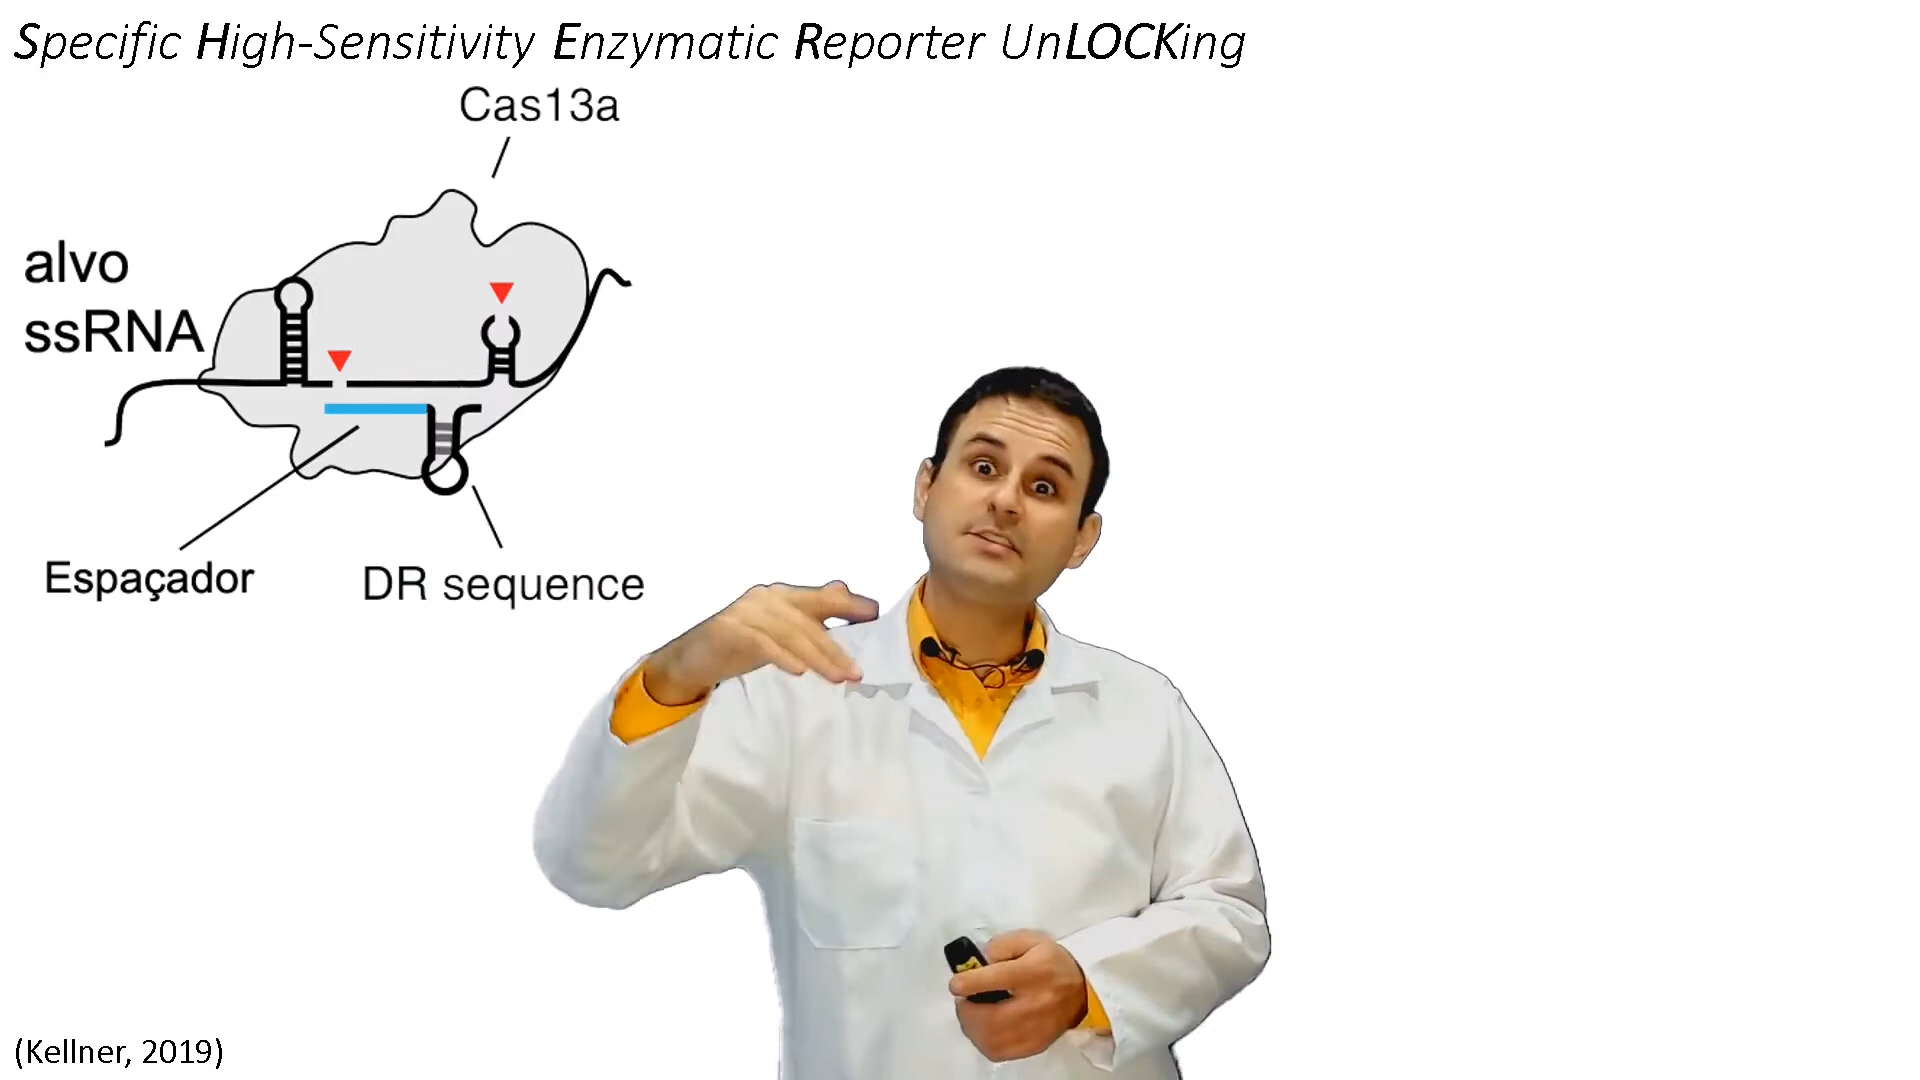 Specific High-Sensitivity Enzymatic Reporter UnLOCKing
Cas13a
alvo
ssRNA
Espaçador
DR sequence
(Kellner, 2019)